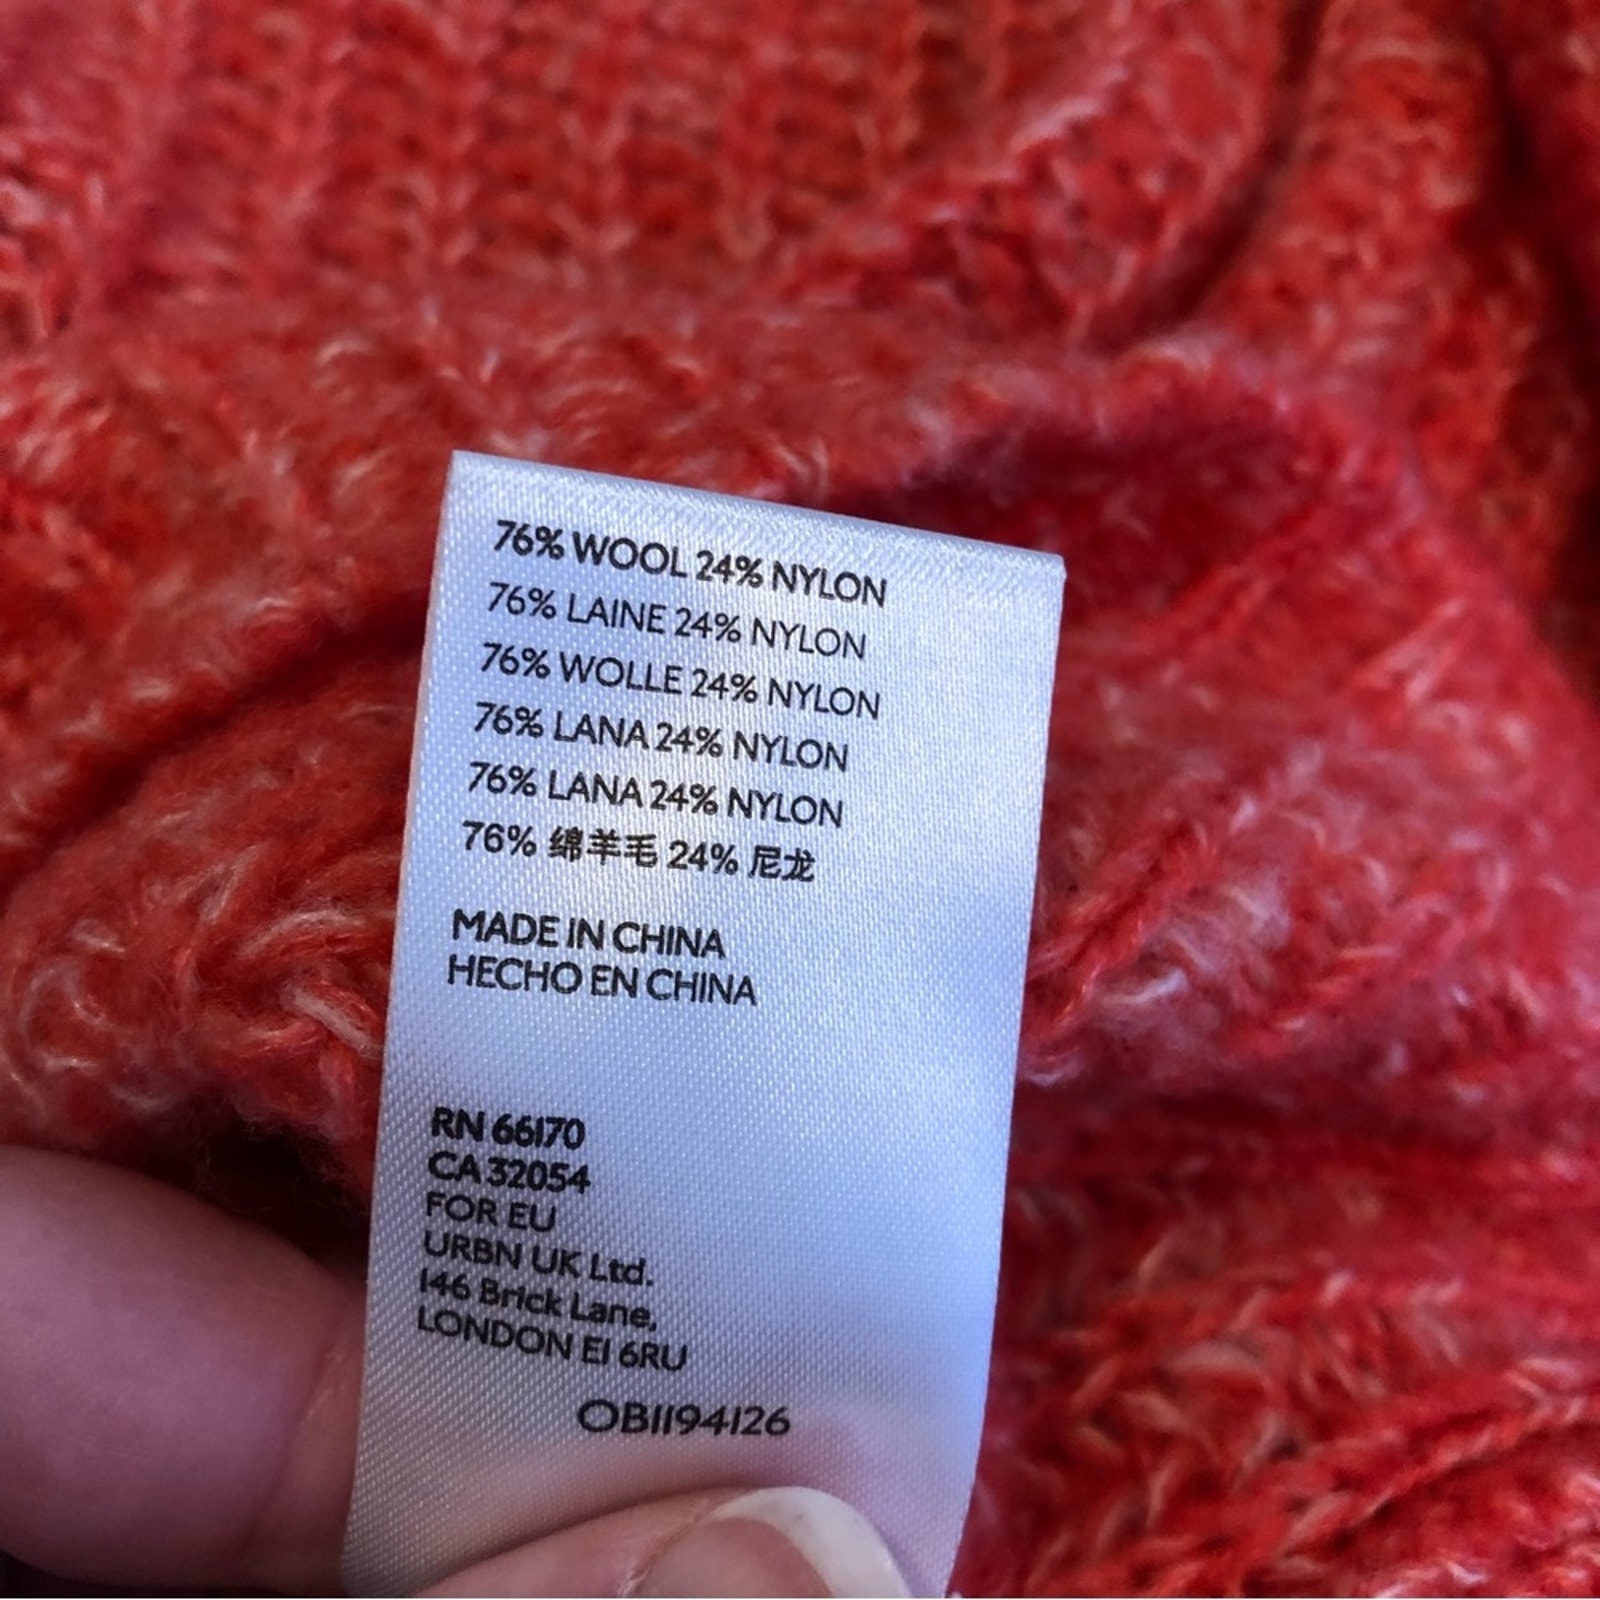 76% WOOL 24% NYLON
76% LAINE 24% NYLON
76% WOLLE 24% NYLON
76% LANA 24% NYLON
76% LANA 24% NYLON
76% 绵羊毛 24% 尼龙
MADE IN CHINA
HECHO EN CHINA
RN 66170
CA 32054
FOR EU
URBN UK Ltd.
146 Brick Lane,
LONDON E1 6RU
OB1194126